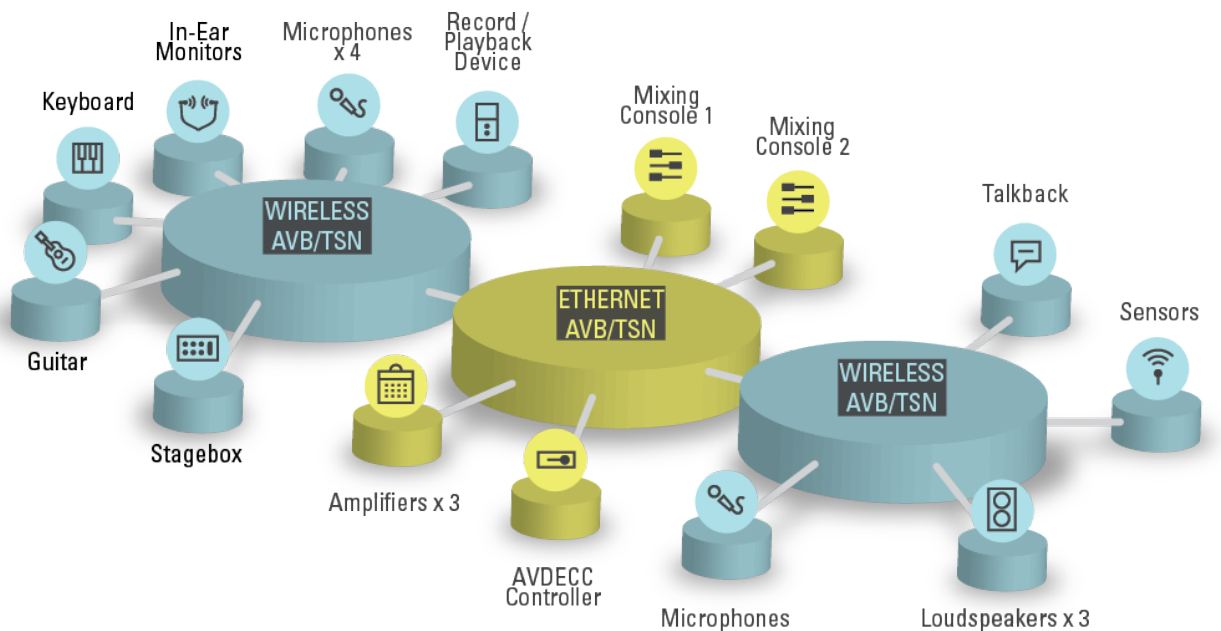 In-Ear
Monitors
Microphones
x 4
Record /
Playback
Device
Keyboard
Mixing
Console 1
Mixing
Console 2
Talkback
WIRELESS
AVB/TSN
Guitar
ETHERNET
AVB/TSN
Sensors
Stagebox
WIRELESS
AVB/TSN
Amplifiers x 3
AVDECC
Controller
Microphones
Loudspeakers x 3